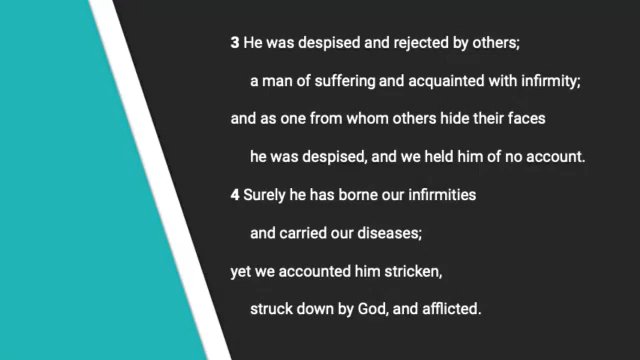 3 He was despised and rejected by others;
a man of suffering and acquainted with infirmity;
and as one from whom others hide their faces
he was despised, and we held him of no account.
4 Surely he has borne our infirmities
and carried our diseases;
yet we accounted him stricken,
struck down by God, and afflicted.